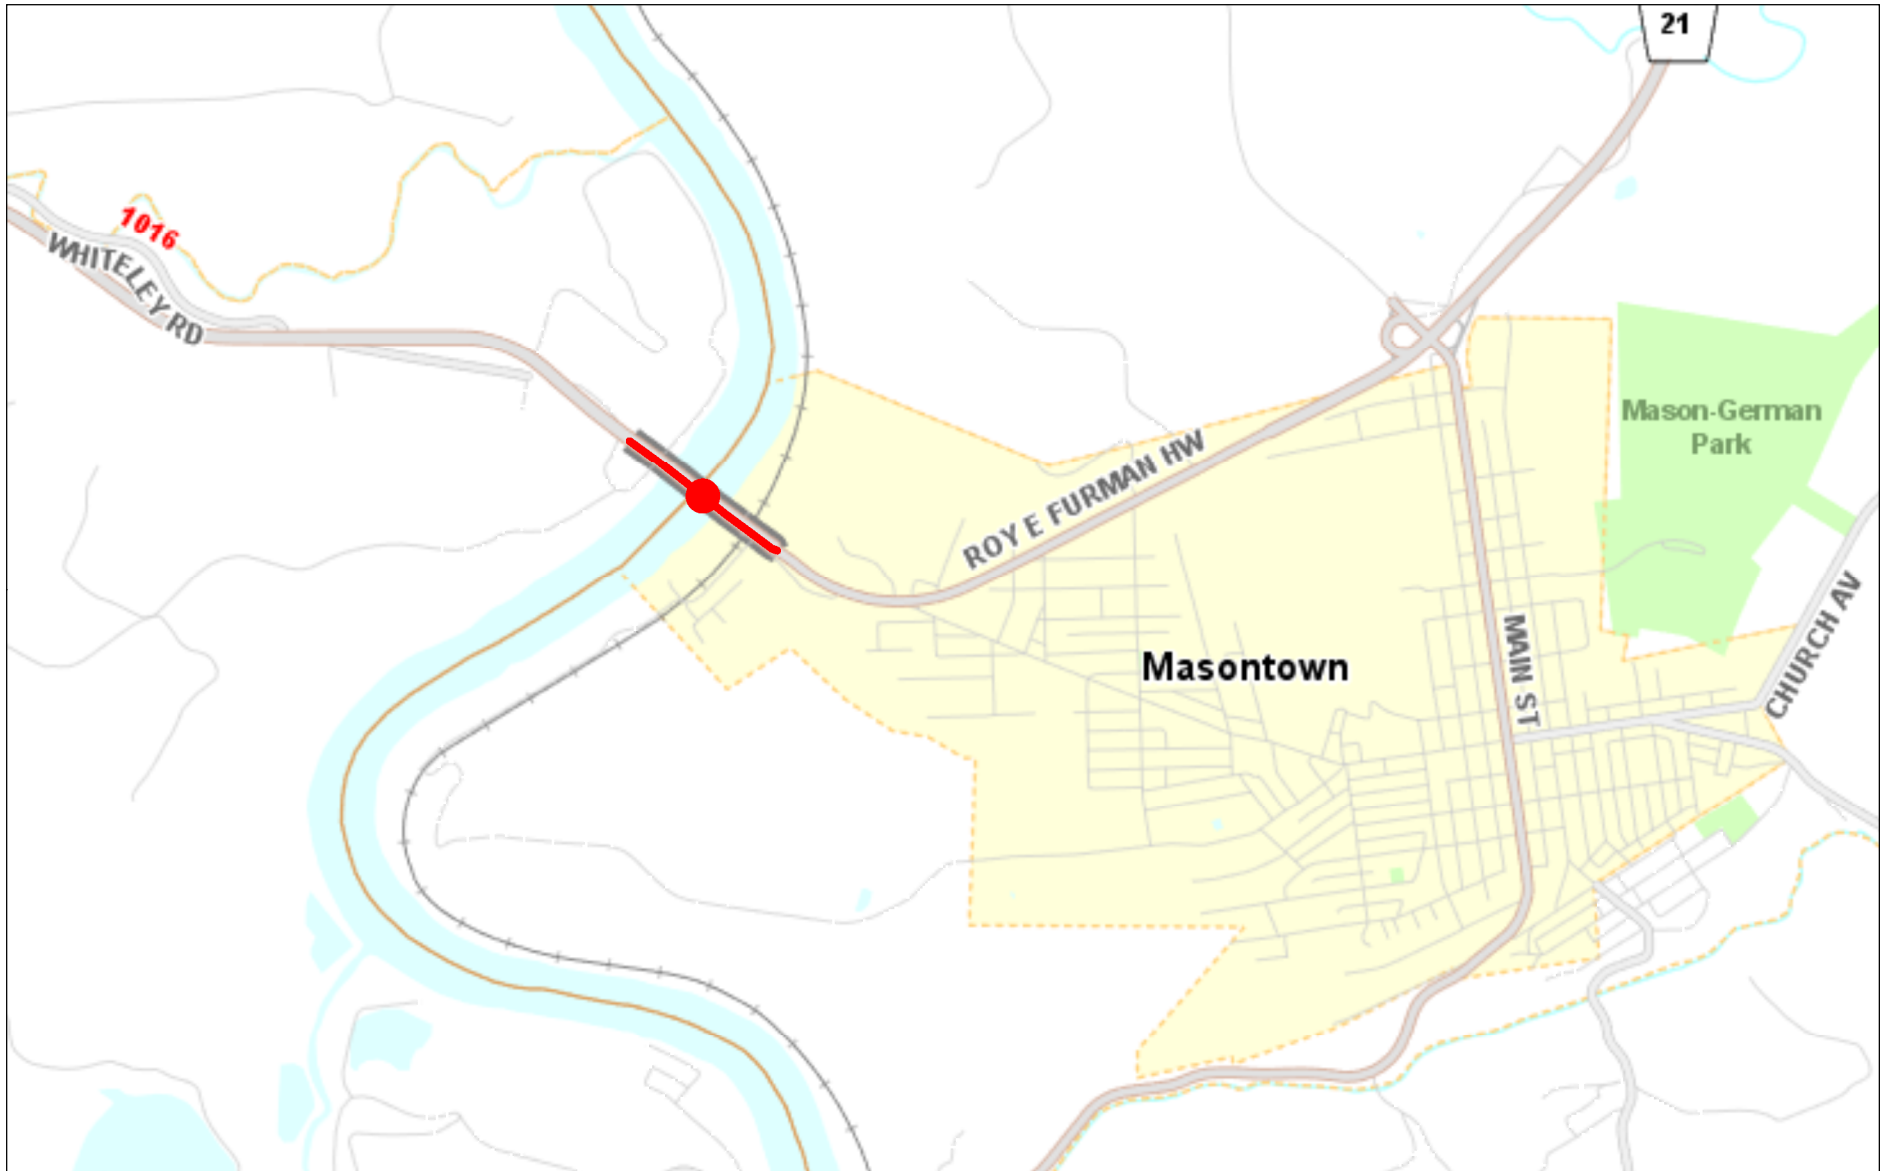 21
1016
WHITELEY RD
Mason-German
Park
ROY E FURMAN HW
CHURCH AV
MAIN ST
Masontown